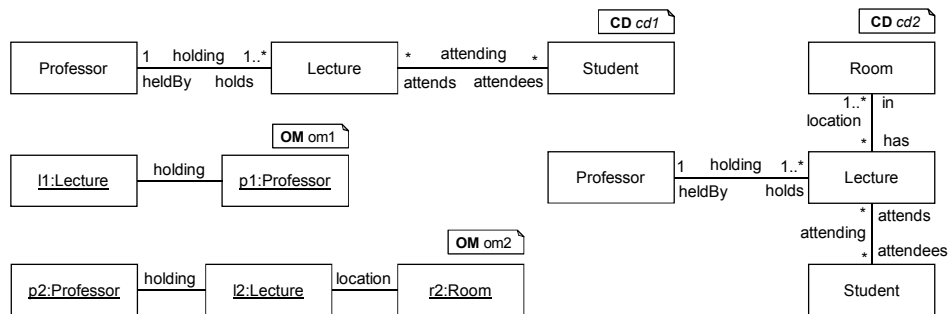 CD cd1
Professor 1 holding 1..* Lecture * attending * Student
heldBy holds attends attendees
OM om1
l1:Lecture holding p1:Professor
OM om2
p2:Professor holding l2:Lecture location r2:Room
CD cd2
Room
1..* in
location
* has
Professor 1 holding 1..* Lecture
heldBy holds
* attends
attending
* attendees
Student